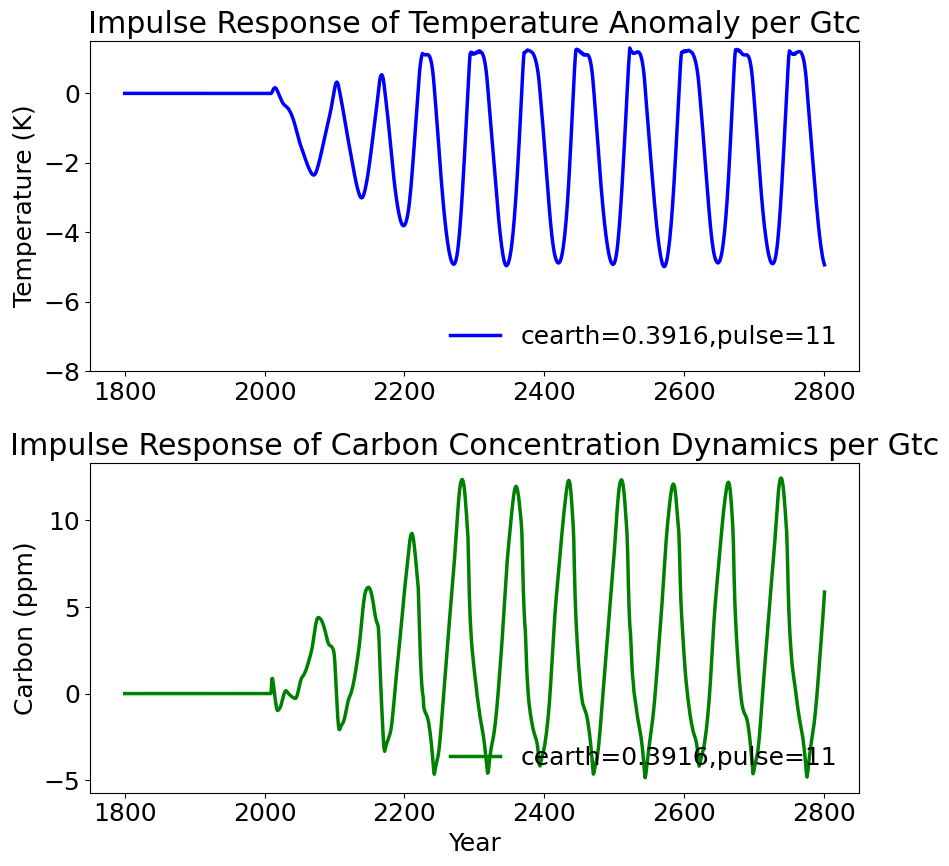 Impulse Response of Temperature Anomaly per Gtc
Temperature (K)
0
−2
−4
−6
−8
cearth=0.3916,pulse=11
1800 2000 2200 2400 2600 2800
Impulse Response of Carbon Concentration Dynamics per Gtc
Carbon (ppm)
10
5
0
−5
cearth=0.3916,pulse=11
1800 2000 2200 2400 2600 2800
Year